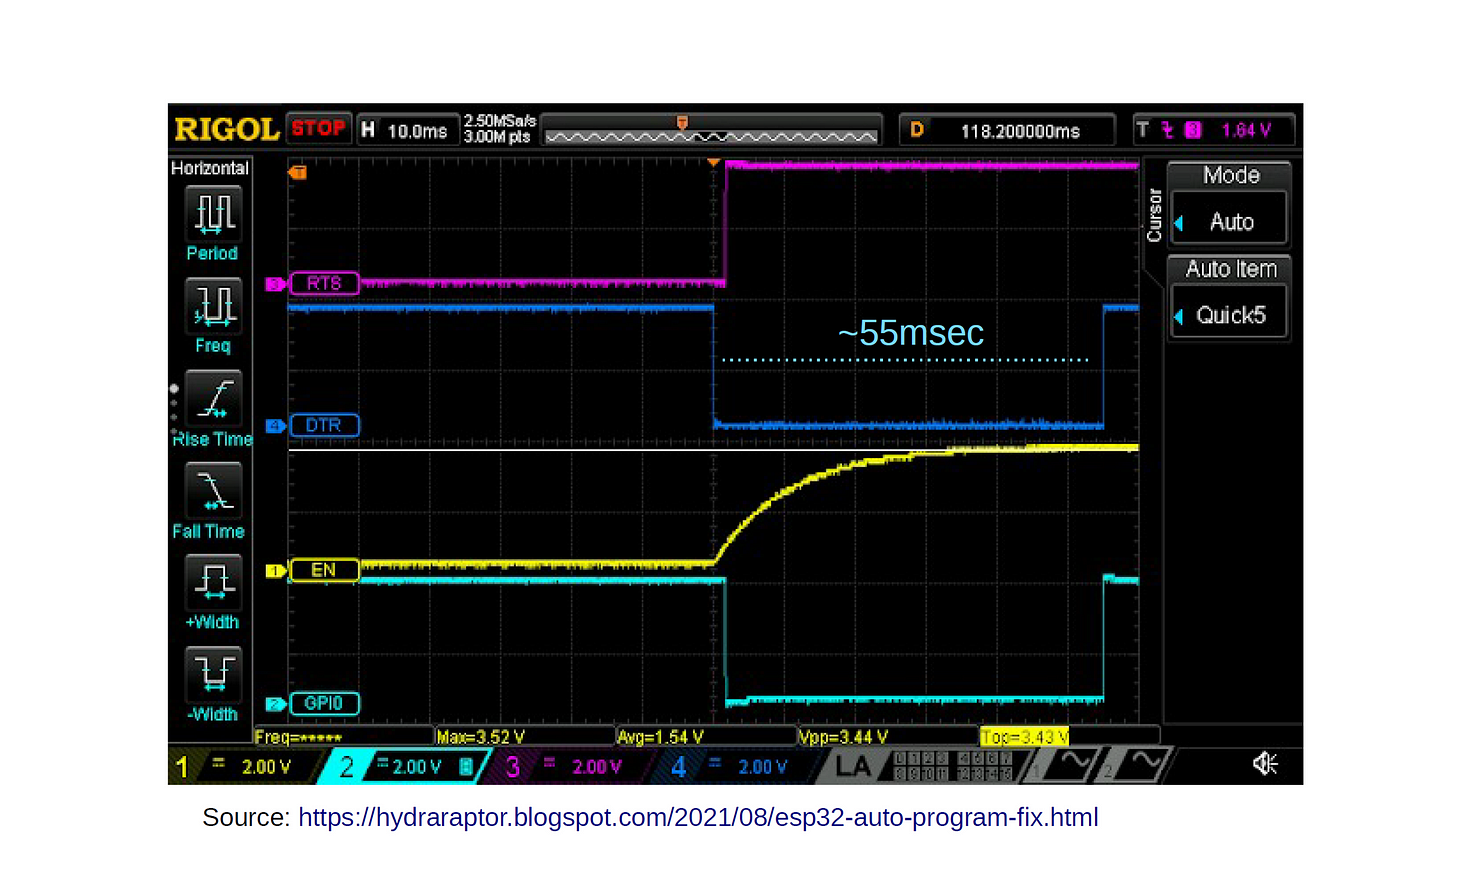 RIGOL STOP H 10.0ms 2.50MSa/s D 118.200000ms T 3 1.64 V
3.00M pts
Horizontal
Period
Freq
Rise Time
Fall Time
+Width
-Width
T
3 RTS
~55msec
4 DTR
1 EN
2 GPI0
Cursor
Mode
Auto
Auto Item
Quick5
Freq=***** Max=3.52 V Avg=1.54 V Vpp=3.44 V Top=3.43 V
1 2.00 V 2 2.00 V 3 2.00 V 4 2.00 V LA 1 2
Source: https://hydraraptor.blogspot.com/2021/08/esp32-auto-program-fix.html